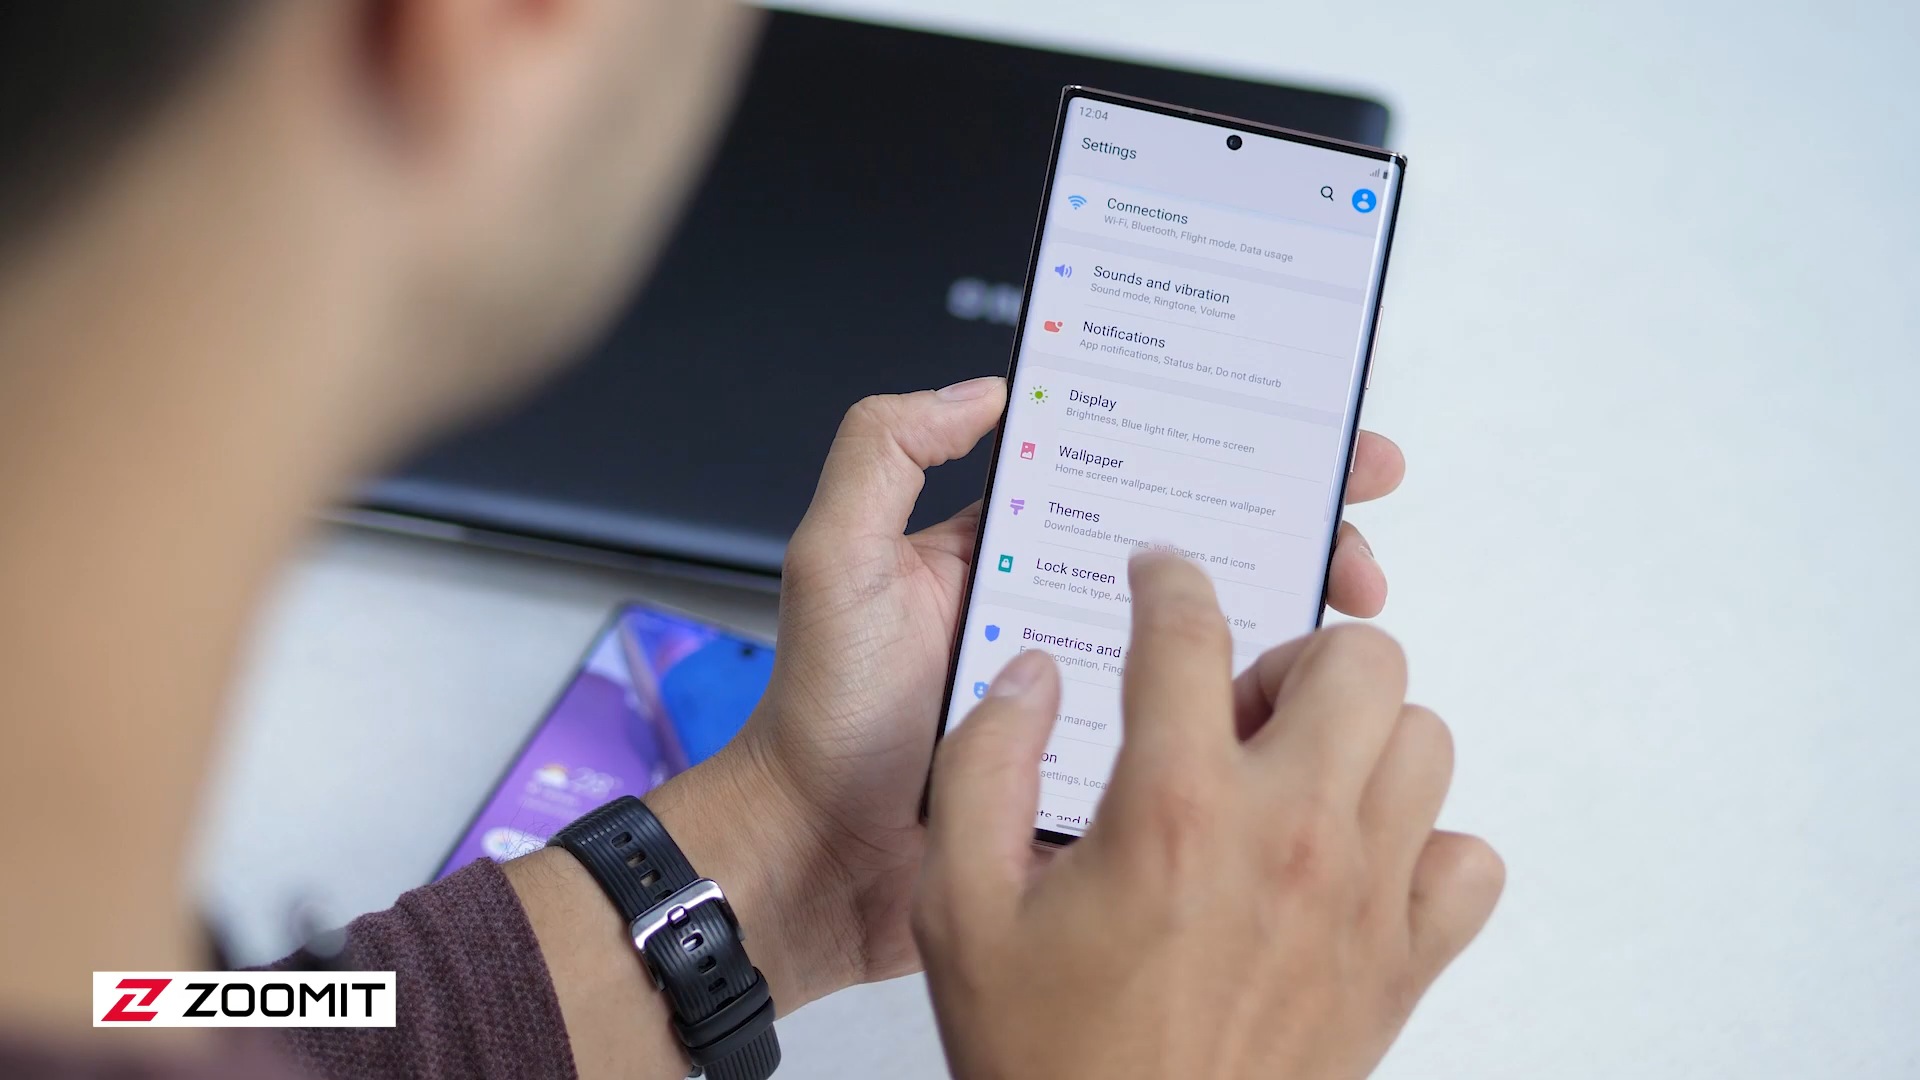 12:04
Settings
Connections
Wi-Fi, Bluetooth, Flight mode, Data usage
Sounds and vibration
Sound mode, Ringtone, Volume
Notifications
App notifications, Status bar, Do not disturb
Display
Brightness, Blue light filter, Home screen
Wallpaper
Home screen wallpaper, Lock screen wallpaper
Themes
Downloadable themes, wallpapers, and icons
Lock screen
Screen lock type, style
Biometrics and
manager
settings,
and
ZOOMIT